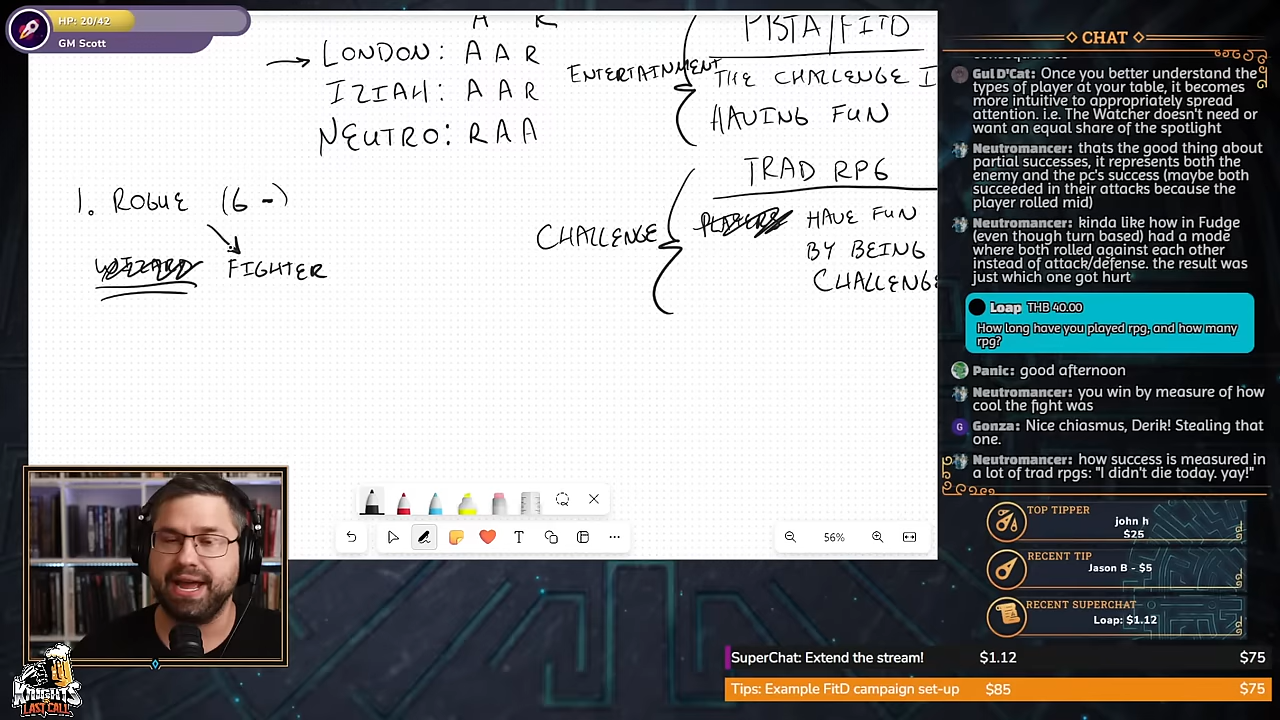 HP: 20/42
GM Scott
A R
→ LONDON: A A R
IZIAH: A A R
NEUTRO: R A A
1. ROGUE (6 -)
WIZARD FIGHTER
ENTERTAINMENT
PBTA/FITD
THE CHALLENGE I
HAVING FUN
TRAD RPG
CHALLENGE
PLAYERS HAVE FUN
BY BEING
CHALLENGE
56%
KNIGHTS
LAST CALL
CHAT
consequences
Gul D'Cat: Once you better understand the
types of player at your table, it becomes
more intuitive to appropriately spread
attention. i.e. The Watcher doesn't need or
want an equal share of the spotlight
Neutromancer: thats the good thing about
partial successes, it represents both the
enemy and the pc's success (maybe both
succeeded in their attacks because the
player rolled mid)
Neutromancer: kinda like how in Fudge
(even though turn based) had a mode
where both rolled against each other
instead of attack/defense. the result was
just which one got hurt
Loap THB 40.00
How long have you played rpg, and how many
rpg?
Panic: good afternoon
Neutromancer: you win by measure of how
cool the fight was
G Gonza: Nice chiasmus, Derik! Stealing that
one.
Neutromancer: how success is measured in
a lot of trad rpgs: "I didn't die today. yay!"
TOP TIPPER
john h
$25
RECENT TIP
Jason B - $5
RECENT SUPERCHAT
Loap: $1.12
SuperChat: Extend the stream! $1.12 $75
Tips: Example FitD campaign set-up $85 $75